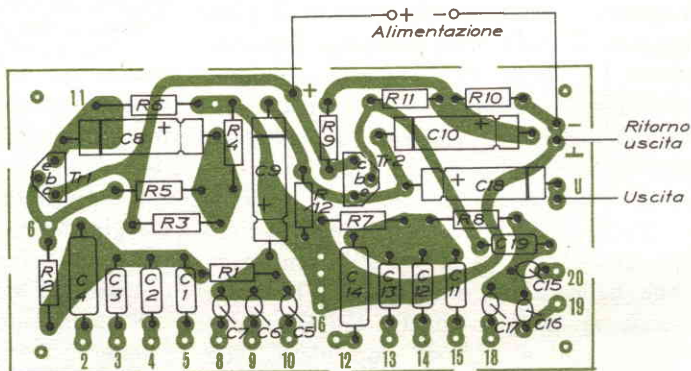 + −
Alimentazione
11 R6 + R11 R10
C8 + R4 R9 C10 + −
Ritorno
uscita
⊥
e b c Tr1 C9 c b e Tr2
R5 R12 C18 + U Uscita
6 R3 + R7 R8
R2 C4 C3 C2 C1 R1 C14 C13 C12 C11 C19
C15 20
16 19
C7 C6 C5 C17 C16
2 3 4 5 8 9 10 12 13 14 15 18